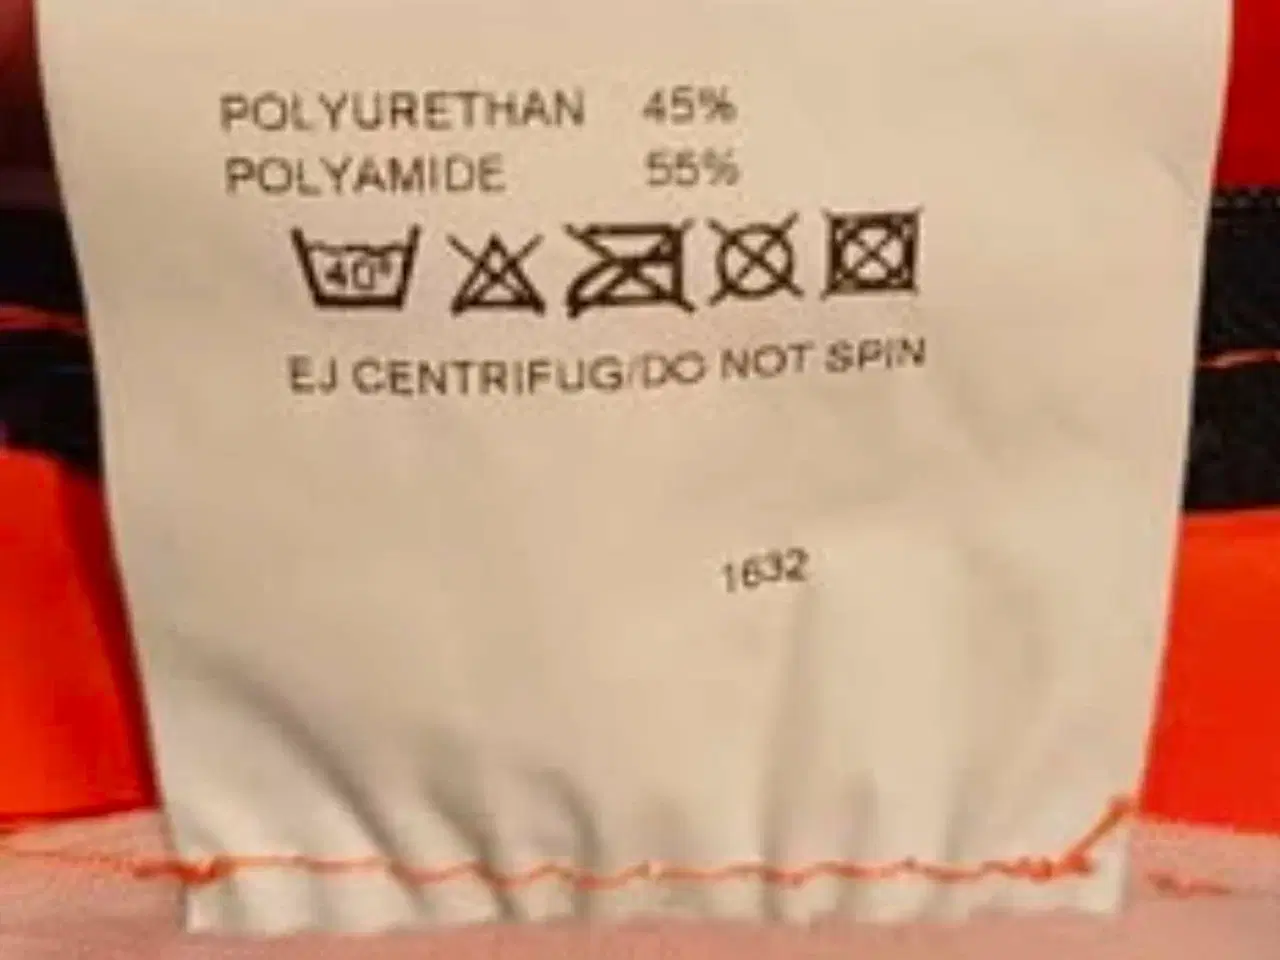 POLYURETHAN 45%
POLYAMIDE 55%
40°
EJ CENTRIFUG/DO NOT SPIN
1632